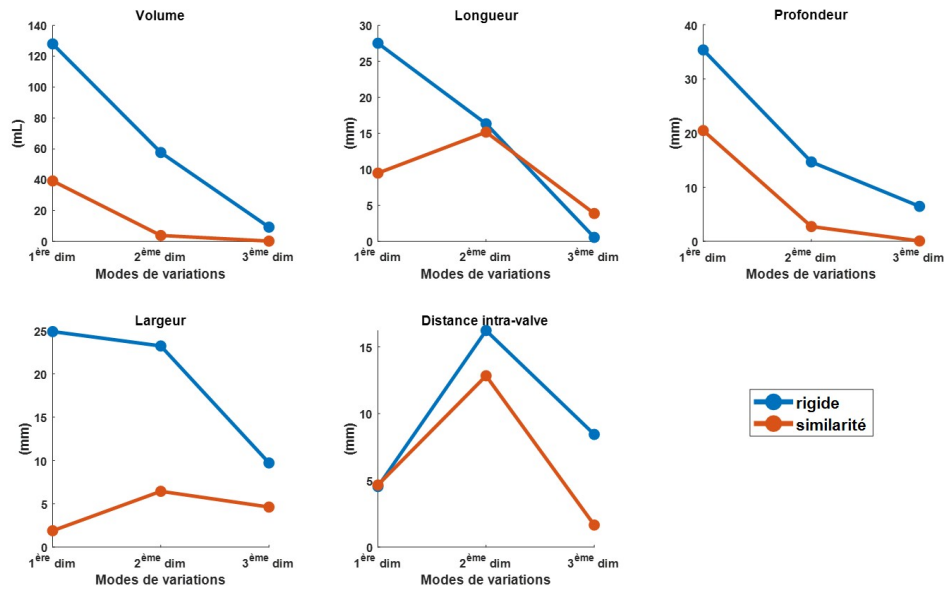 Volume
140
120
100
80
60
40
20
0
(mL)
1ère dim 2ème dim 3ème dim
Modes de variations
Longueur
30
25
20
15
10
5
0
(mm)
1ère dim 2ème dim 3ème dim
Modes de variations
Profondeur
40
30
20
10
0
(mm)
1ère dim 2ème dim 3ème dim
Modes de variations
Largeur
25
20
15
10
5
0
(mm)
1ère dim 2ème dim 3ème dim
Modes de variations
Distance intra-valve
15
10
5
0
(mm)
1ère dim 2ème dim 3ème dim
Modes de variations
rigide
similarité